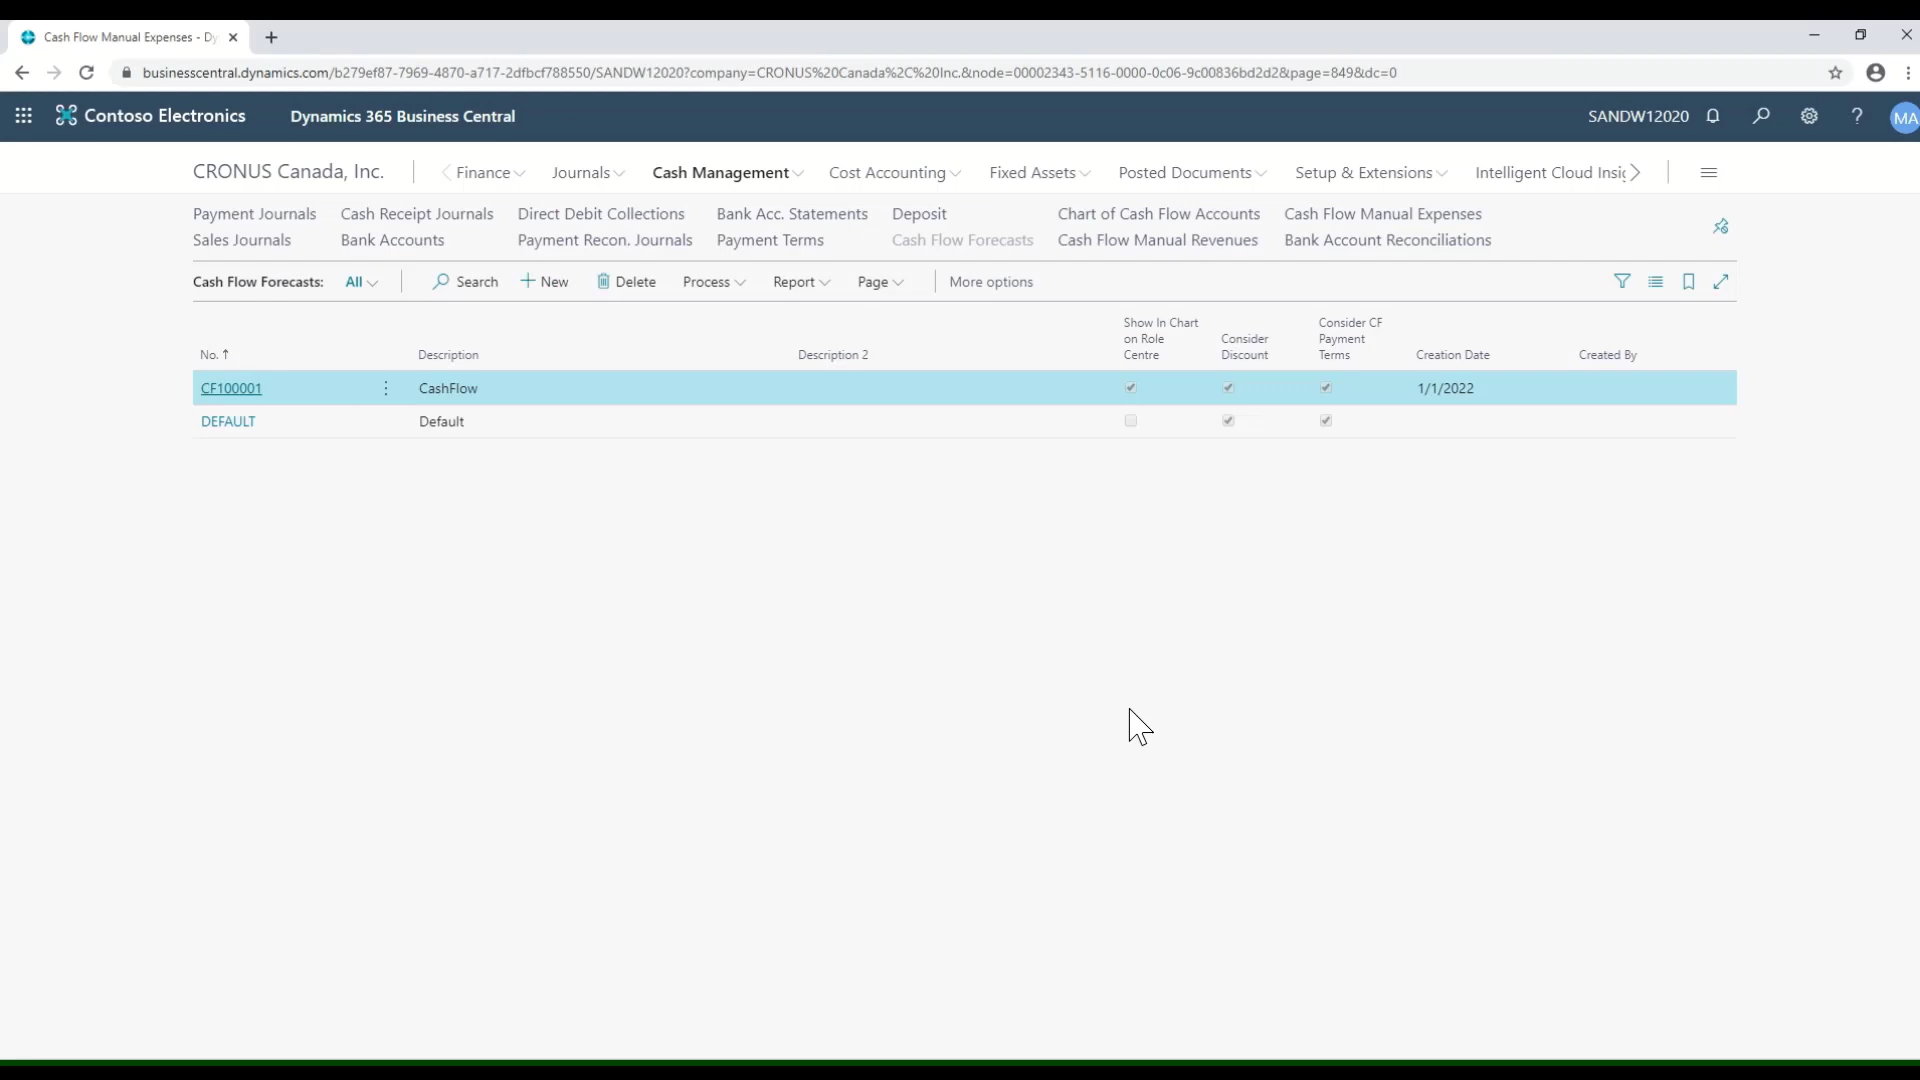 Cash Flow Manual Expenses - Dy
businesscentral.dynamics.com/b279ef87-7969-4870-a717-2dfbcf788550/SANDW12020?company=CRONUS%20Canada%2C%20Inc.&node=00002343-5116-0000-0c06-9c00836bd2d2&page=849&dc=0
Contoso Electronics Dynamics 365 Business Central SANDW12020 ? MA
CRONUS Canada, Inc. Finance Journals Cash Management Cost Accounting Fixed Assets Posted Documents Setup & Extensions Intelligent Cloud Insig
Payment Journals Cash Receipt Journals Direct Debit Collections Bank Acc. Statements Deposit Chart of Cash Flow Accounts Cash Flow Manual Expenses
Sales Journals Bank Accounts Payment Recon. Journals Payment Terms Cash Flow Forecasts Cash Flow Manual Revenues Bank Account Reconciliations
Cash Flow Forecasts: All Search New Delete Process Report Page More options
No. ↑ Description Description 2 Show In Chart on Role Centre Consider Discount Consider CF Payment Terms Creation Date Created By
CF100001 CashFlow 1/1/2022
DEFAULT Default